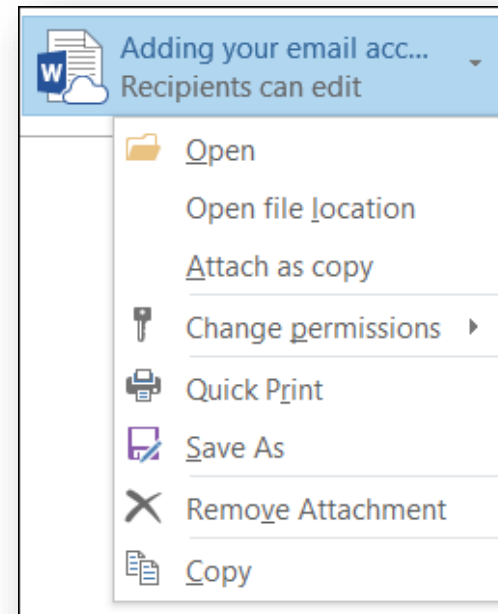 W
Adding your email acc...
Recipients can edit
Open
Open file location
Attach as copy
Change permissions
Quick Print
Save As
Remove Attachment
Copy